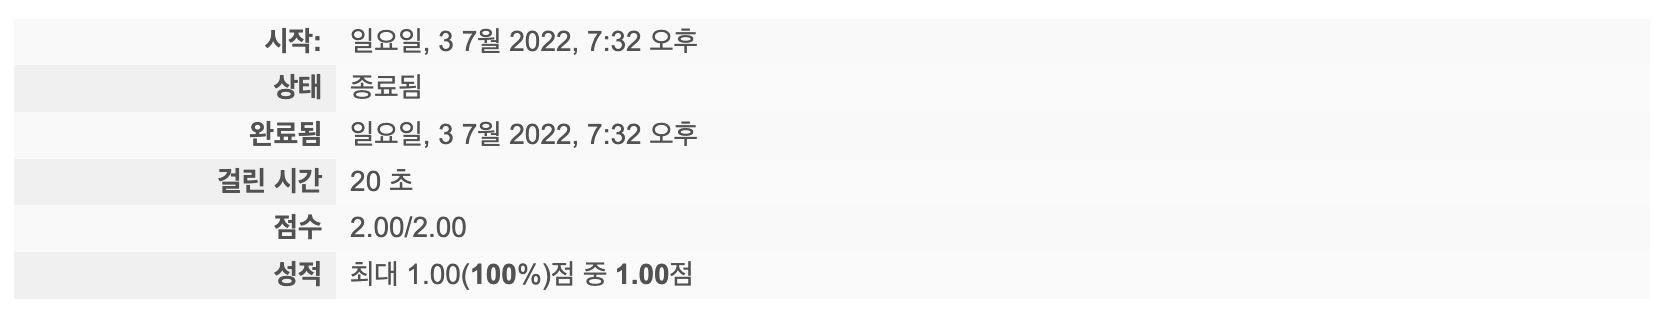 시작: 일요일, 3 7월 2022, 7:32 오후
상태 종료됨
완료됨 일요일, 3 7월 2022, 7:32 오후
걸린 시간 20 초
점수 2.00/2.00
성적 최대 1.00(100%)점 중 1.00점